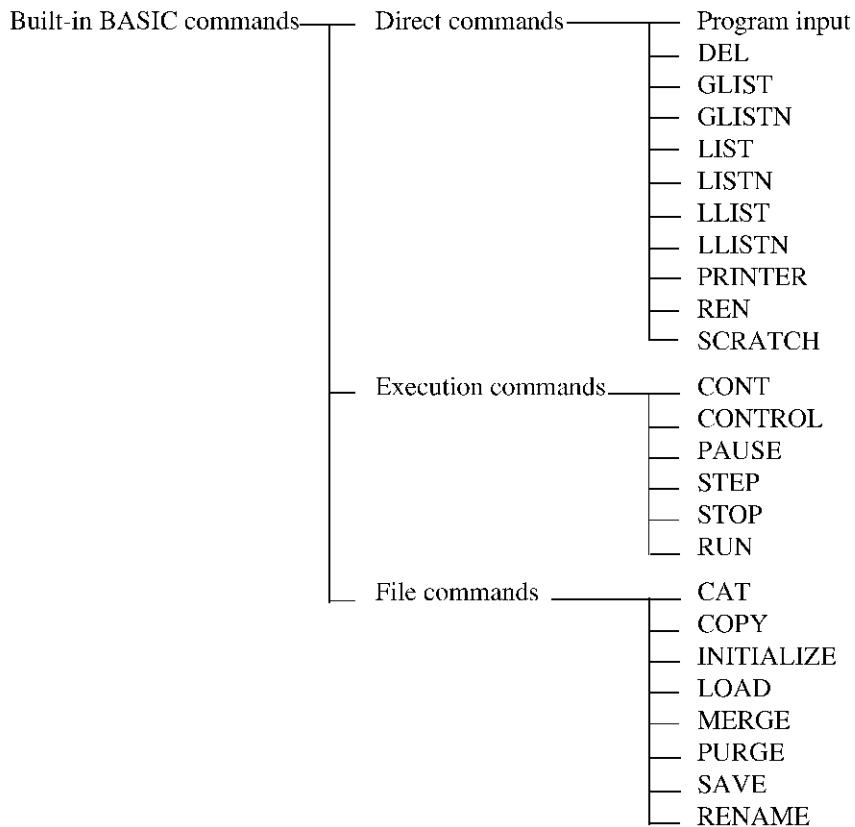 Built-in BASIC commands Direct commands Program input
DEL
GLIST
GLISTN
LIST
LISTN
LLIST
LLISTN
PRINTER
REN
SCRATCH
Execution commands CONT
CONTROL
PAUSE
STEP
STOP
RUN
File commands CAT
COPY
INITIALIZE
LOAD
MERGE
PURGE
SAVE
RENAME